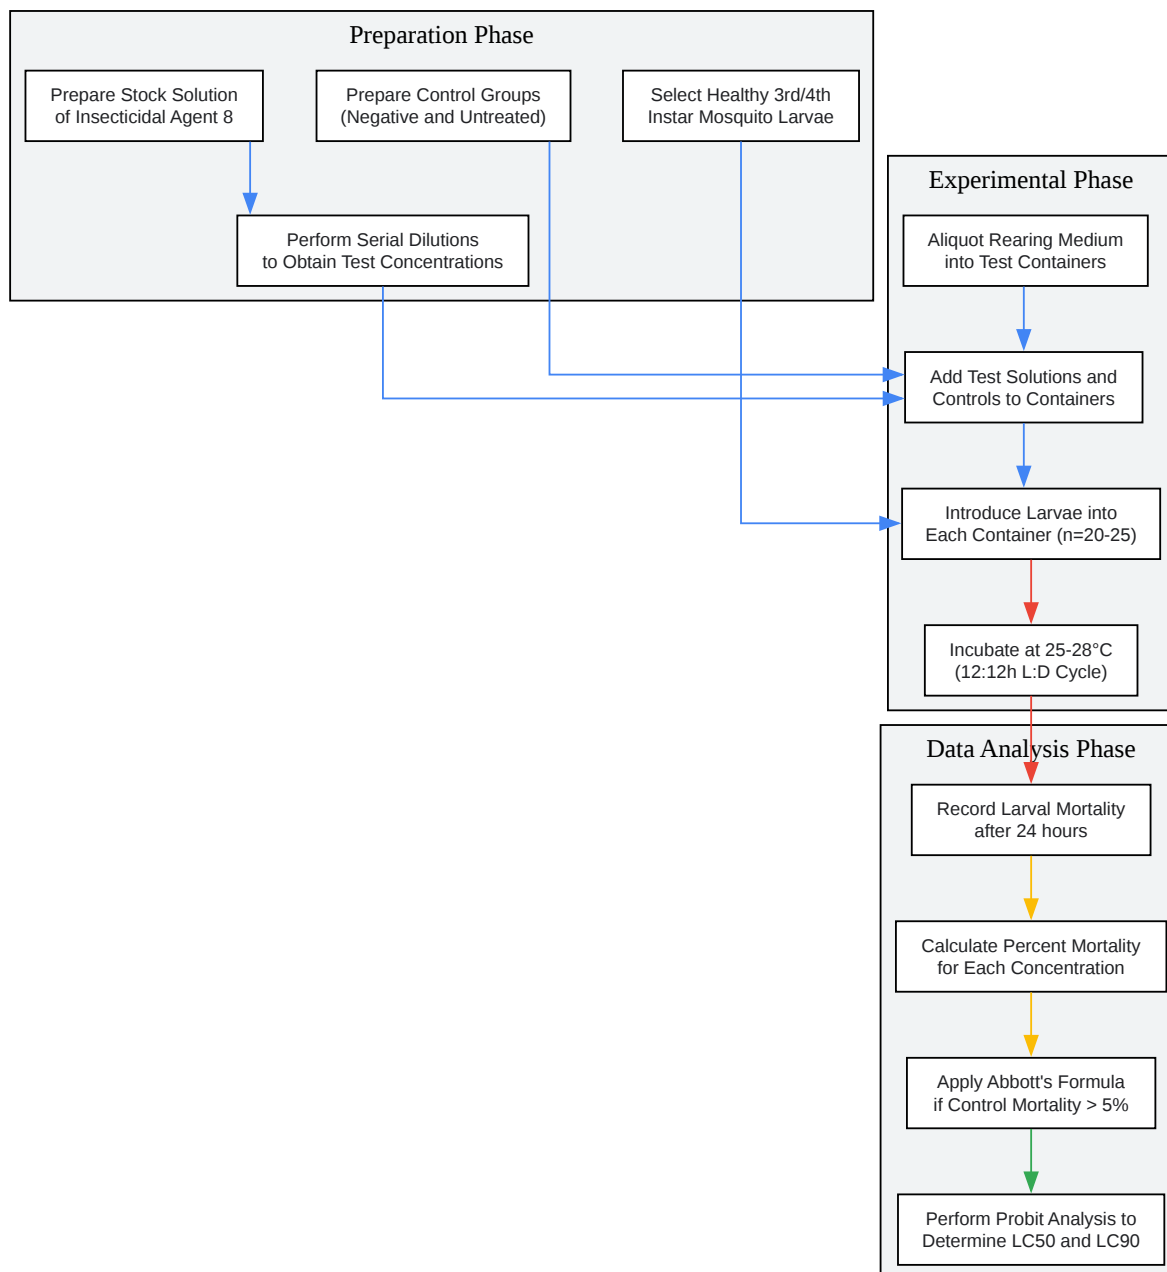 Preparation Phase
Prepare Stock Solution
of Insecticidal Agent 8
Prepare Control Groups
(Negative and Untreated)
Select Healthy 3rd/4th
Instar Mosquito Larvae
Perform Serial Dilutions
to Obtain Test Concentrations
Experimental Phase
Aliquot Rearing Medium
into Test Containers
Add Test Solutions and
Controls to Containers
Introduce Larvae into
Each Container (n=20-25)
Incubate at 25-28°C
(12:12h L:D Cycle)
Data Analysis Phase
Record Larval Mortality
after 24 hours
Calculate Percent Mortality
for Each Concentration
Apply Abbott's Formula
if Control Mortality > 5%
Perform Probit Analysis to
Determine LC50 and LC90